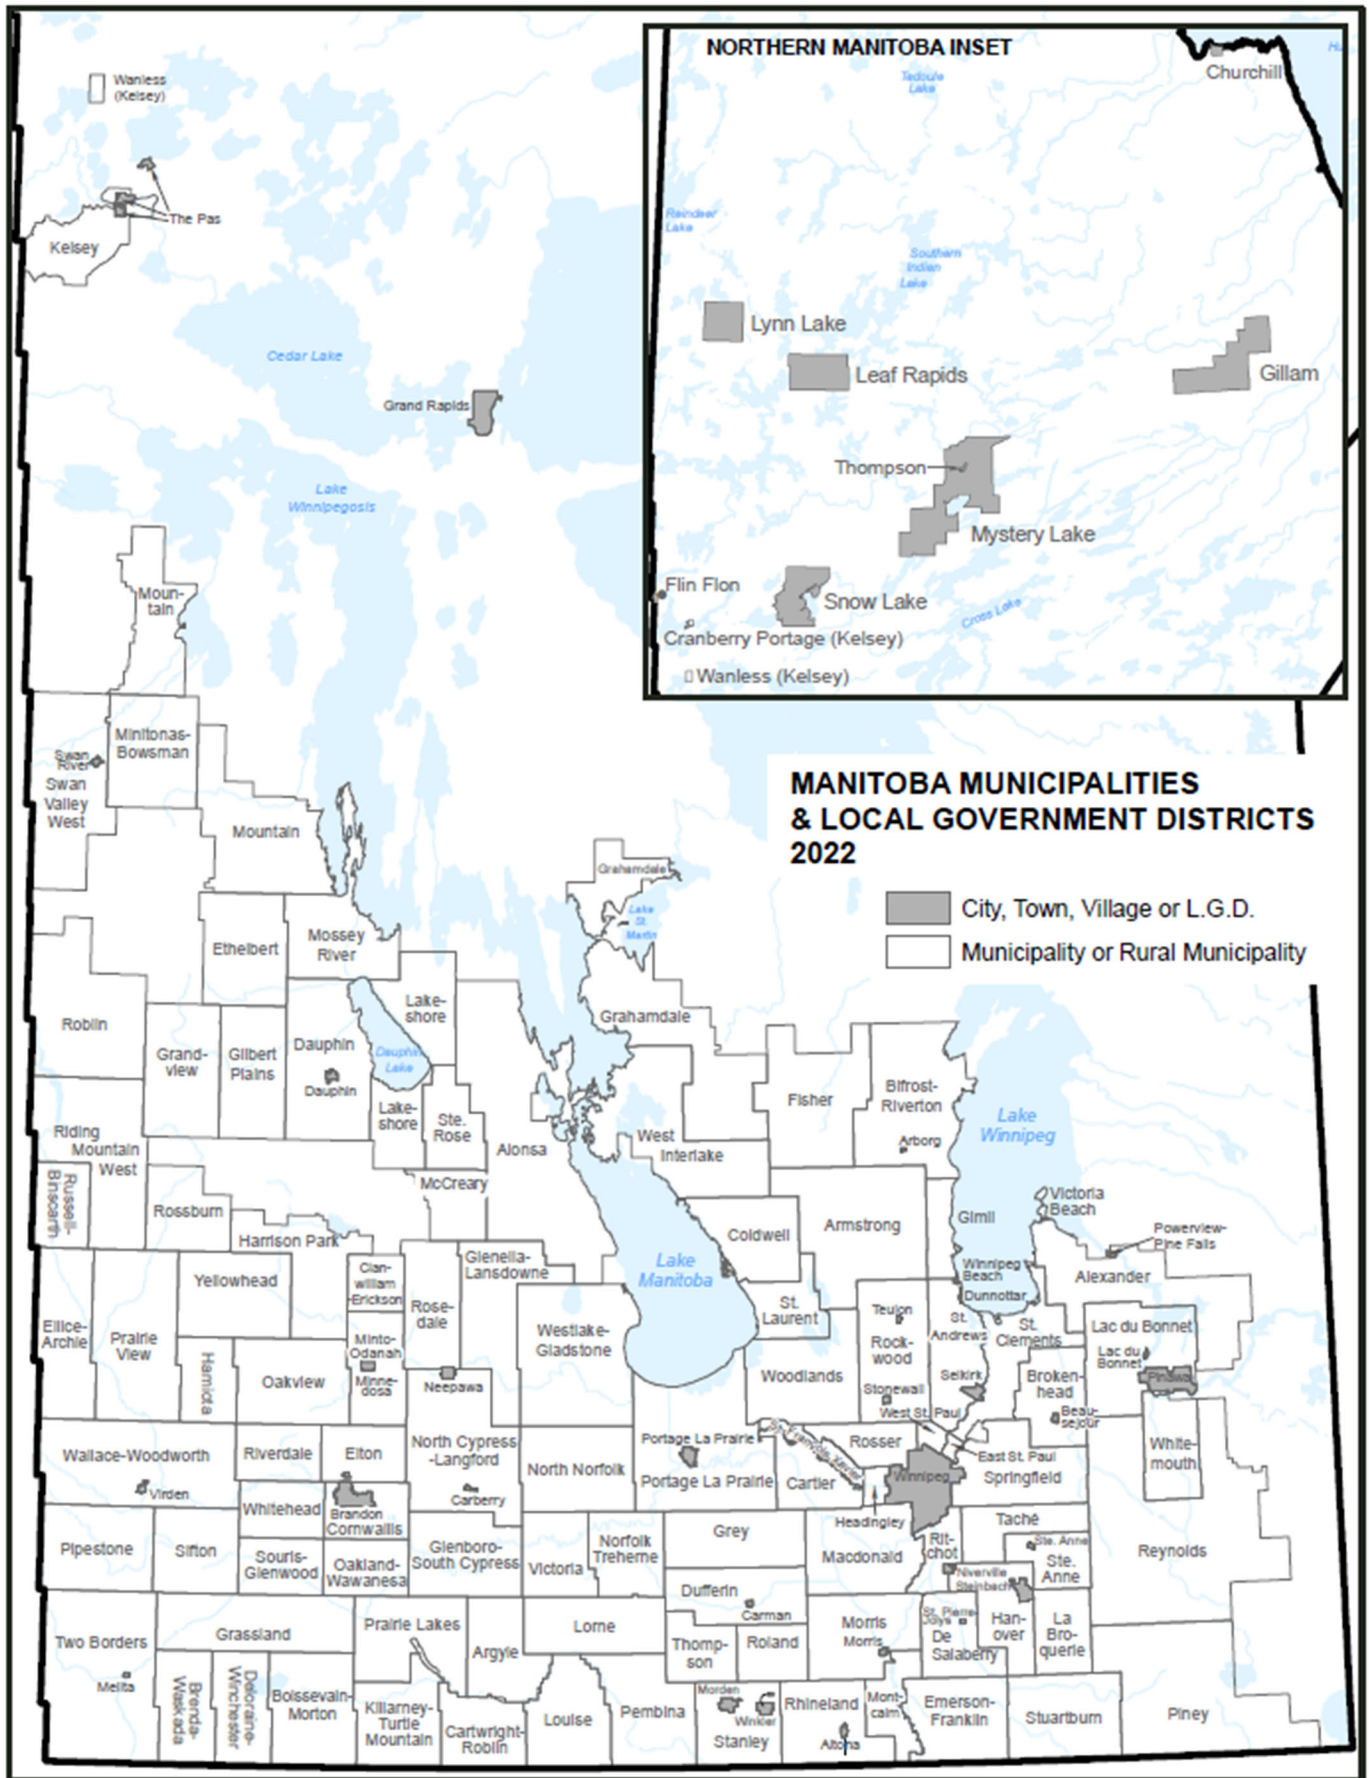 NORTHERN MANITOBA INSET
Hu
Churchill
Tadoule
Lake
Reindeer
Lake
Southern
Indian
Lake
Lynn Lake
Leaf Rapids
Gillam
Thompson
Mystery Lake
Flin Flon
Snow Lake
Cross Lake
Cranberry Portage (Kelsey)
Wanless (Kelsey)
Wanless
(Kelsey)
The Pas
Kelsey
Cedar Lake
Grand Rapids
Lake
Winnipegosis
MANITOBA MUNICIPALITIES
& LOCAL GOVERNMENT DISTRICTS
2022
City, Town, Village or L.G.D.
Municipality or Rural Municipality
Moun-
tain
Minitonas-
Bowsman
Swan
River
Swan
Valley
West
Mountain
Grahamdale
Lake
St.
Martin
Ethelbert
Mossey
River
Roblin
Lake-
shore
Grahamdale
Grand-
view
Gilbert
Plains
Dauphin
Dauphin
Dauphin
Lake
Lake-
shore
Ste.
Rose
Alonsa
Fisher
Bifrost-
Riverton
Arborg
Lake
Winnipeg
West
Interlake
Riding
Mountain
West
Russell-
Binscarth
McCreary
Rossburn
Harrison Park
Coldwell
Armstrong
Gimli
Victoria
Beach
Powerview-
Pine Falls
Yellowhead
Clan-
william
Erickson
Glenella-
Lansdowne
Lake
Manitoba
Winnipeg
Beach
Dunnottar
Alexander
Ellice-
Archie
Prairie
View
Hamiota
Oakview
Minto-
Odanah
Minne-
dosa
Rose-
dale
Neepawa
Westlake-
Gladstone
St.
Laurent
Woodlands
Teulon
Rock-
wood
Stonewall
St.
Andrews
Selkirk
St.
Clements
Lac du Bonnet
Lac du
Bonnet
Pinawa
Broken-
head
Beau-
sejour
West St. Paul
East St. Paul
Wallace-Woodworth
Virden
Riverdale
Elton
North Cypress
-Langford
Carberry
North Norfolk
Portage La Prairie
Portage La Prairie
St. Francois Xavier
Cartier
Rosser
Winnipeg
Headingley
Springfield
White-
mouth
Whitehead
Brandon
Cornwallis
Pipestone
Sifton
Souris-
Glenwood
Oakland-
Wawanesa
Glenboro-
South Cypress
Victoria
Norfolk
Treherne
Grey
Macdonald
Rit-
chot
Taché
Ste. Anne
Ste.
Anne
Niverville
Steinbach
Reynolds
Dufferin
Carman
Two Borders
Melita
Grassland
Prairie Lakes
Argyle
Lorne
Thomp-
son
Roland
Morris
Morris
St. Pierre-
Jolys
De
Salaberry
Han-
over
La
Bro-
querie
Brenda-
Waskada
Deloraine-
Winchester
Boissevain-
Morton
Killarney-
Turtle
Mountain
Cartwright-
Roblin
Louise
Pembina
Morden
Winkler
Stanley
Rhineland
Altona
Mont-
calm
Emerson-
Franklin
Stuartburn
Piney